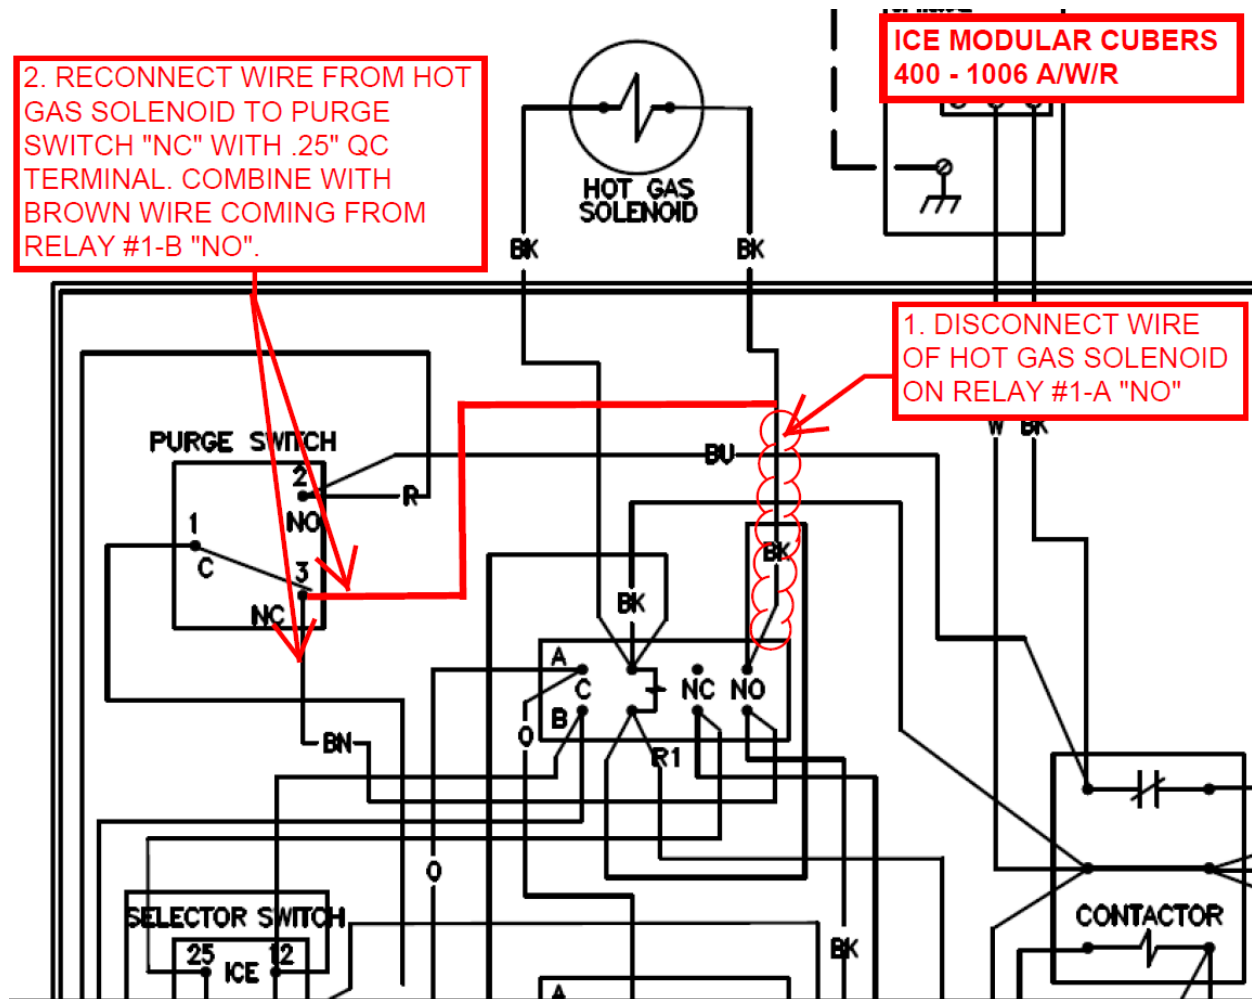 ICE MODULAR CUBERS
400 - 1006 A/W/R
2. RECONNECT WIRE FROM HOT
GAS SOLENOID TO PURGE
SWITCH "NC" WITH .25" QC
TERMINAL. COMBINE WITH
BROWN WIRE COMING FROM
RELAY #1-B "NO".
HOT GAS
SOLENOID
BK
BK
1. DISCONNECT WIRE
OF HOT GAS SOLENOID
ON RELAY #1-A "NO"
W BK
PURGE SWITCH
BU
2
R
NO
1
C
3
NC
BK
BK
A
C
NC NO
B
O
R1
BN
O
SELECTOR SWITCH
25 ICE 12
CONTACTOR
BK
A